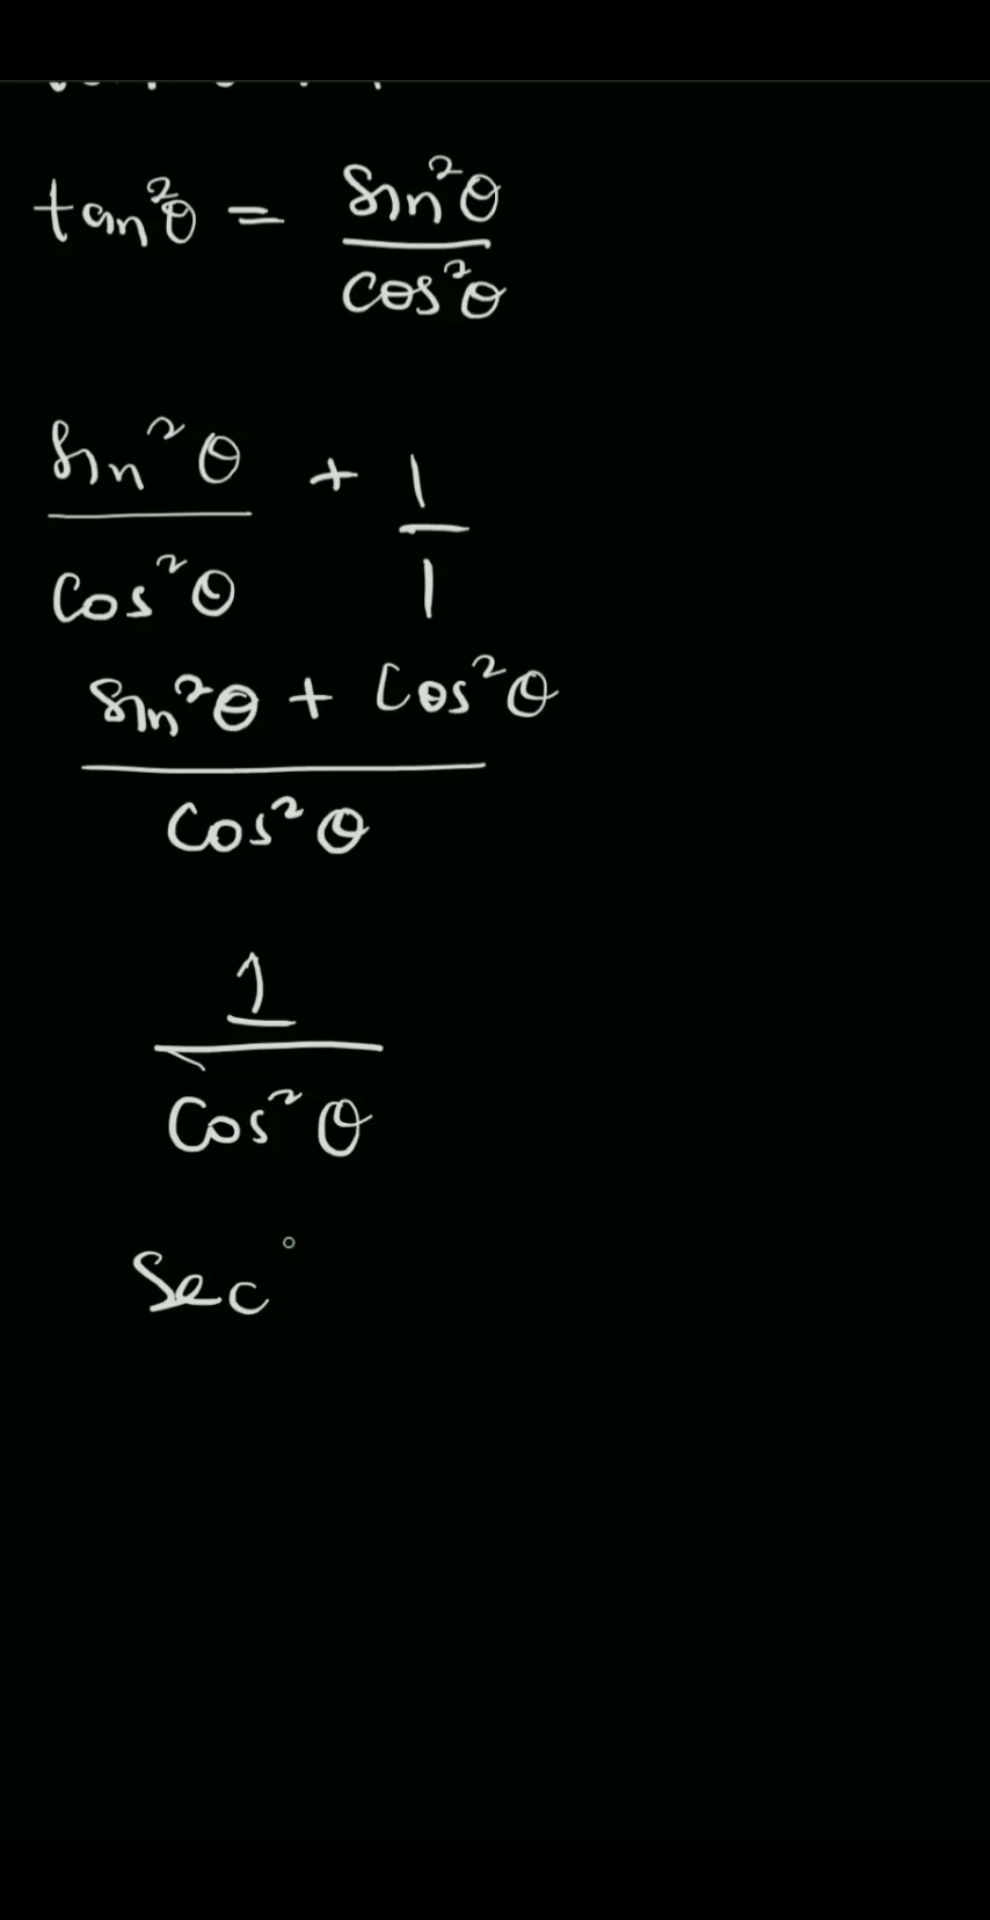 tan²θ = sin²θ / cos²θ
sin²θ / cos²θ + 1 / 1
sin²θ + cos²θ / cos²θ
1 / cos²θ
sec